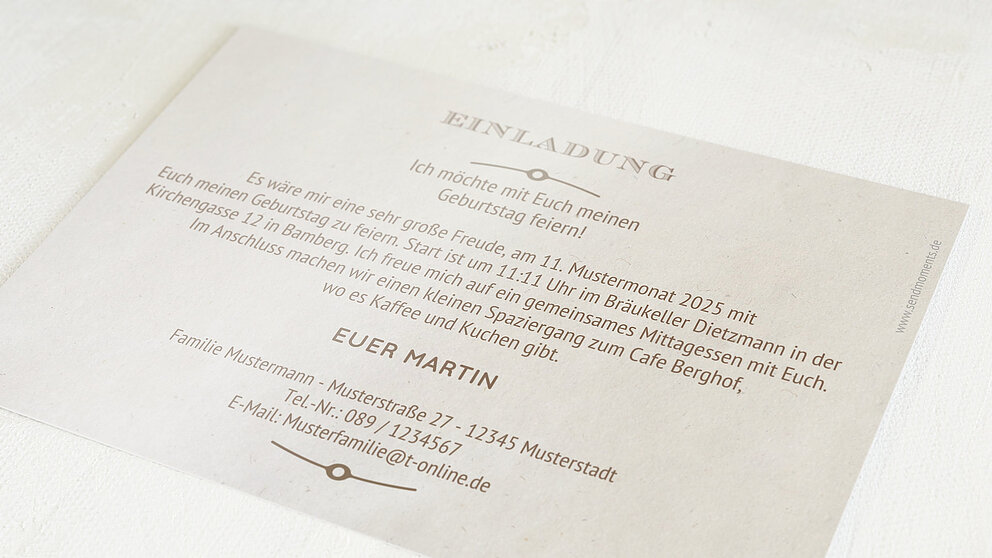 EINLADUNG
Ich möchte mit Euch meinen
Geburtstag feiern!
Es wäre mir eine sehr große Freude, am 11. Mustermonat 2025 mit
Euch meinen Geburtstag zu feiern. Start ist um 11:11 Uhr im Bräukeller Dietzmann in der
Kirchengasse 12 in Bamberg. Ich freue mich auf ein gemeinsames Mittagessen mit Euch.
Im Anschluss machen wir einen kleinen Spaziergang zum Cafe Berghof,
wo es Kaffee und Kuchen gibt.
EUER MARTIN
Familie Mustermann - Musterstraße 27 - 12345 Musterstadt
Tel.-Nr.: 089 / 1234567
E-Mail: Musterfamilie@t-online.de
www.sendmoments.de